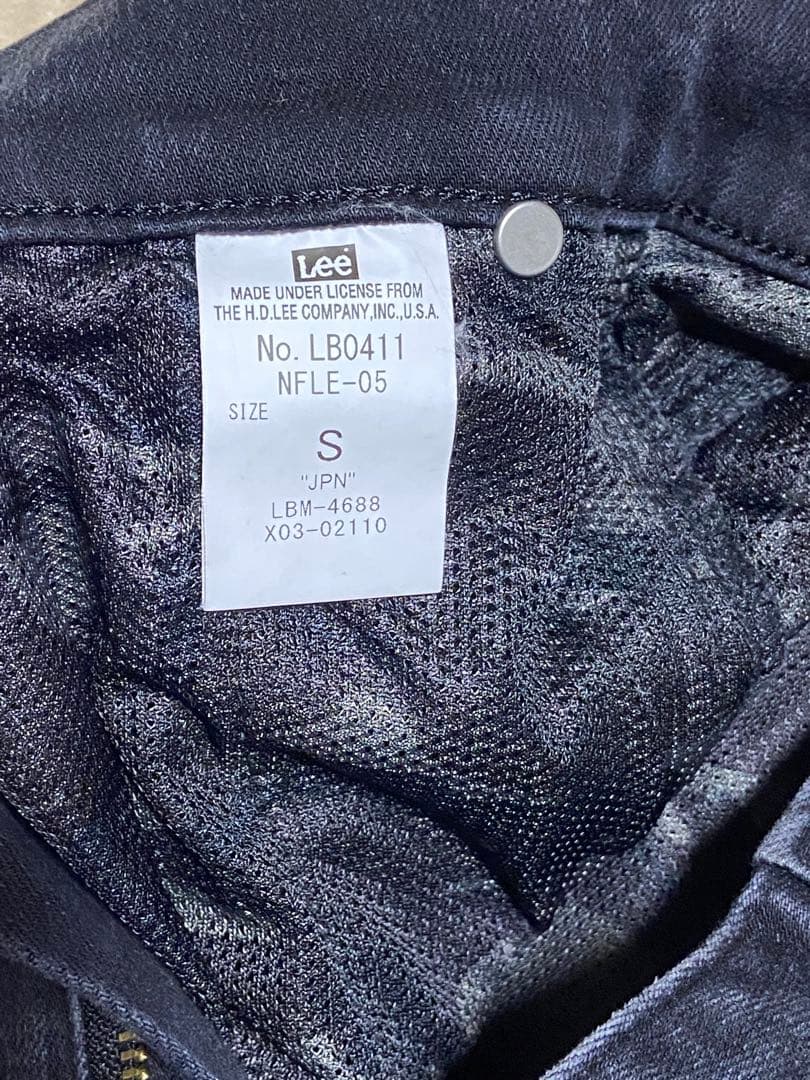 Lee
MADE UNDER LICENSE FROM
THE H.D.LEE COMPANY,INC.,U.S.A.
No. LB0411
NFLE-05
SIZE
S
"JPN"
LBM-4688
X03-02110